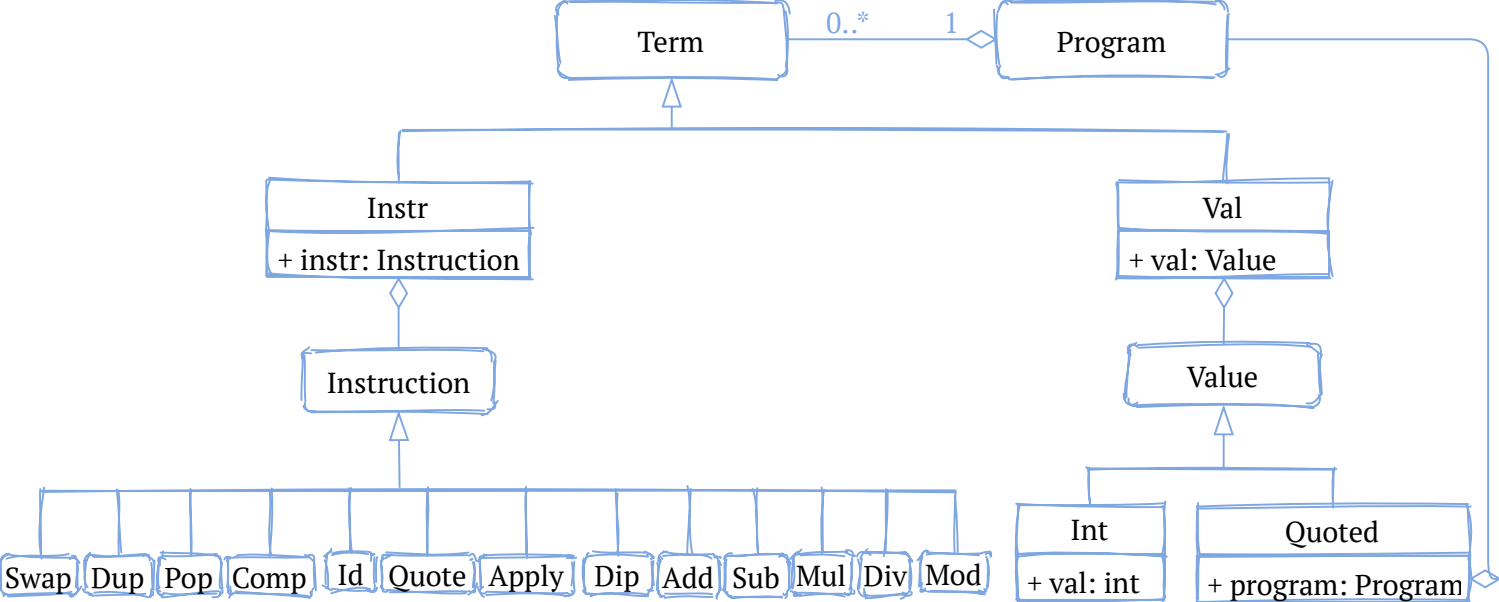 Term
0..*
1
Program
Instr
+ instr: Instruction
Val
+ val: Value
Instruction
Value
Swap
Dup
Pop
Comp
Id
Quote
Apply
Dip
Add
Sub
Mul
Div
Mod
Int
+ val: int
Quoted
+ program: Program